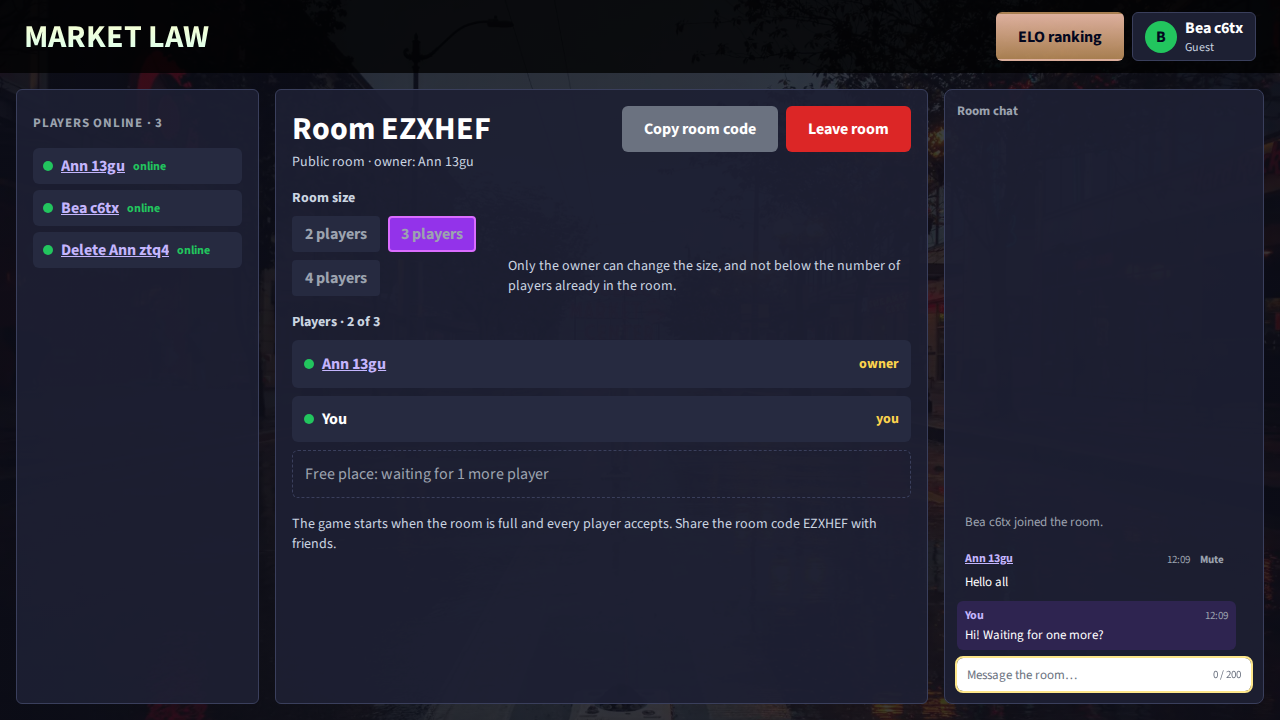 MARKET LAW
ELO ranking
B
Bea c6tx
Guest
PLAYERS ONLINE · 3
Ann 13gu online
Bea c6tx online
Delete Ann ztq4 online
Room EZXHEF
Public room · owner: Ann 13gu
Copy room code
Leave room
Room size
2 players
3 players
4 players
Only the owner can change the size, and not below the number of
players already in the room.
Players · 2 of 3
Ann 13gu owner
You you
Free place: waiting for 1 more player
The game starts when the room is full and every player accepts. Share the room code EZXHEF with
friends.
Room chat
Bea c6tx joined the room.
Ann 13gu 12:09 Mute
Hello all
You 12:09
Hi! Waiting for one more?
Message the room… 0 / 200